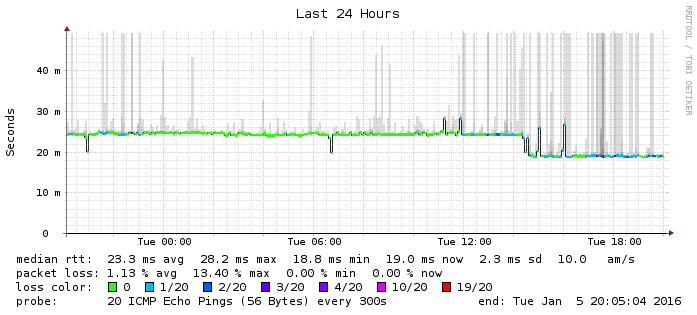 Last 24 Hours
RRDTOOL / TOBI OETIKER
Seconds
40 m
30 m
20 m
10 m
0
Tue 00:00 Tue 06:00 Tue 12:00 Tue 18:00
median rtt: 23.3 ms avg 28.2 ms max 18.8 ms min 19.0 ms now 2.3 ms sd 10.0 am/s
packet loss: 1.13 % avg 13.40 % max 0.00 % min 0.00 % now
loss color: 0 1/20 2/20 3/20 4/20 10/20 19/20
probe: 20 ICMP Echo Pings (56 Bytes) every 300s end: Tue Jan 5 20:05:04 2016